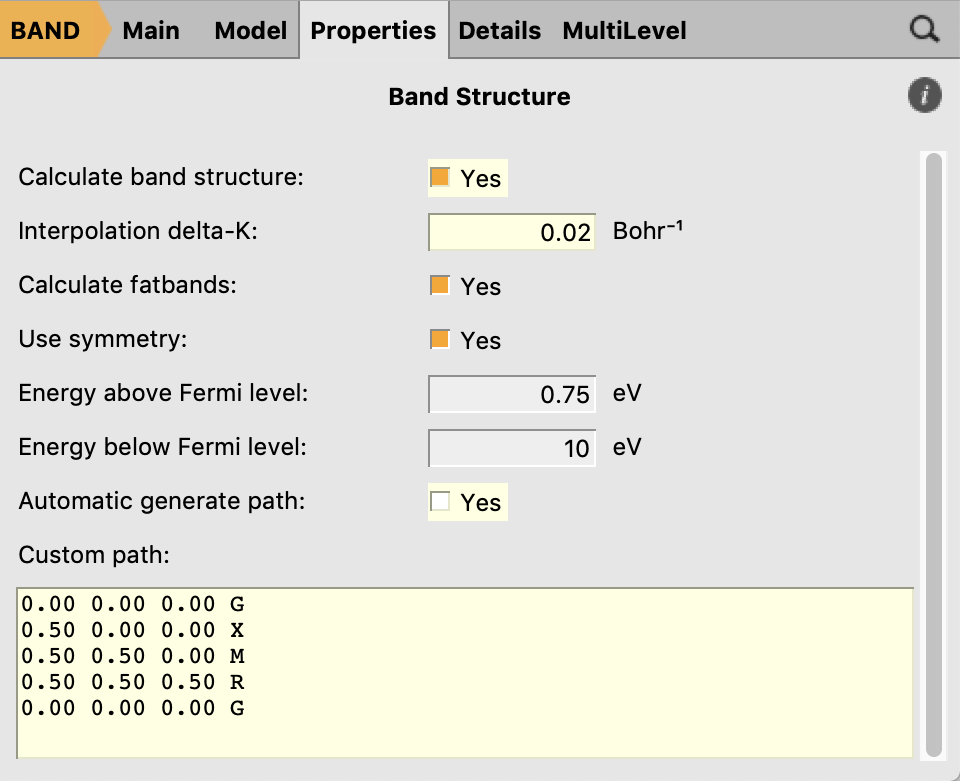 BAND Main Model Properties Details MultiLevel
Band Structure
i
Calculate band structure: Yes
Interpolation delta-K: 0.02 Bohr⁻¹
Calculate fatbands: Yes
Use symmetry: Yes
Energy above Fermi level: 0.75 eV
Energy below Fermi level: 10 eV
Automatic generate path: Yes
Custom path:
0.00 0.00 0.00 G
0.50 0.00 0.00 X
0.50 0.50 0.00 M
0.50 0.50 0.50 R
0.00 0.00 0.00 G